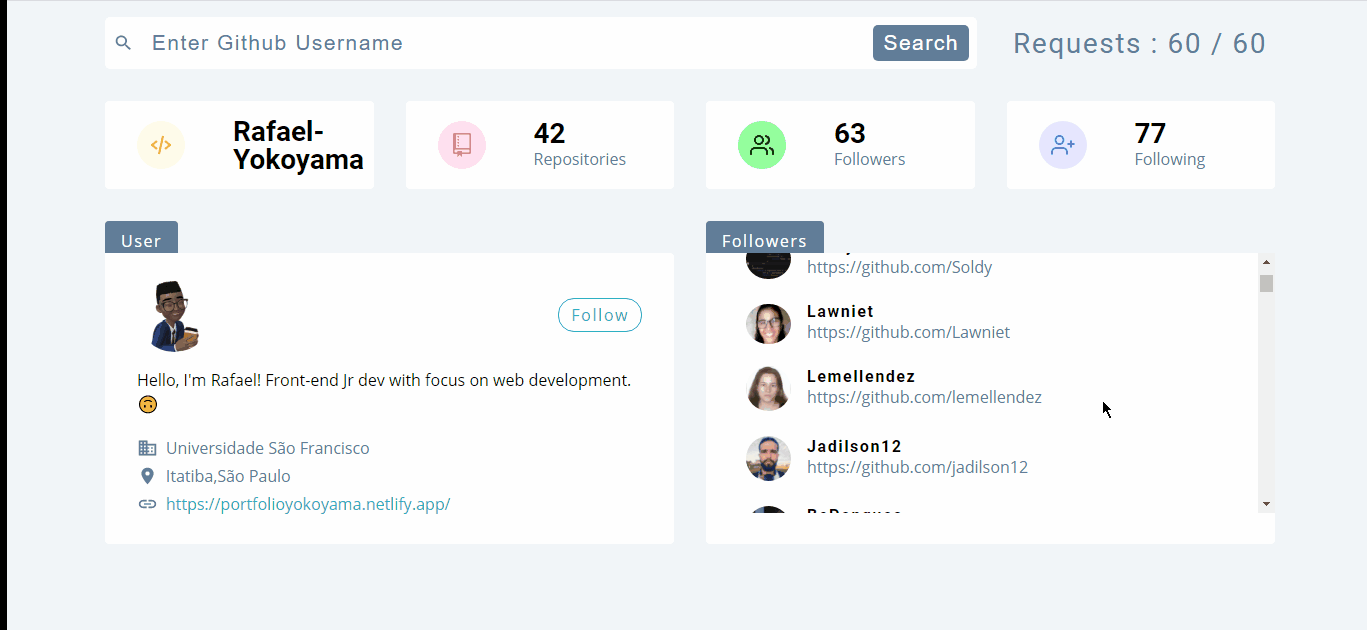 Enter Github Username
Search
Requests : 60 / 60
Rafael-
Yokoyama
42
Repositories
63
Followers
77
Following
User
Follow
Hello, I'm Rafael! Front-end Jr dev with focus on web development.
🙃
Universidade São Francisco
Itatiba,São Paulo
https://portfolioyokoyama.netlify.app/
Followers
https://github.com/Soldy
Lawniet
https://github.com/Lawniet
Lemellendez
https://github.com/lemellendez
Jadilson12
https://github.com/jadilson12